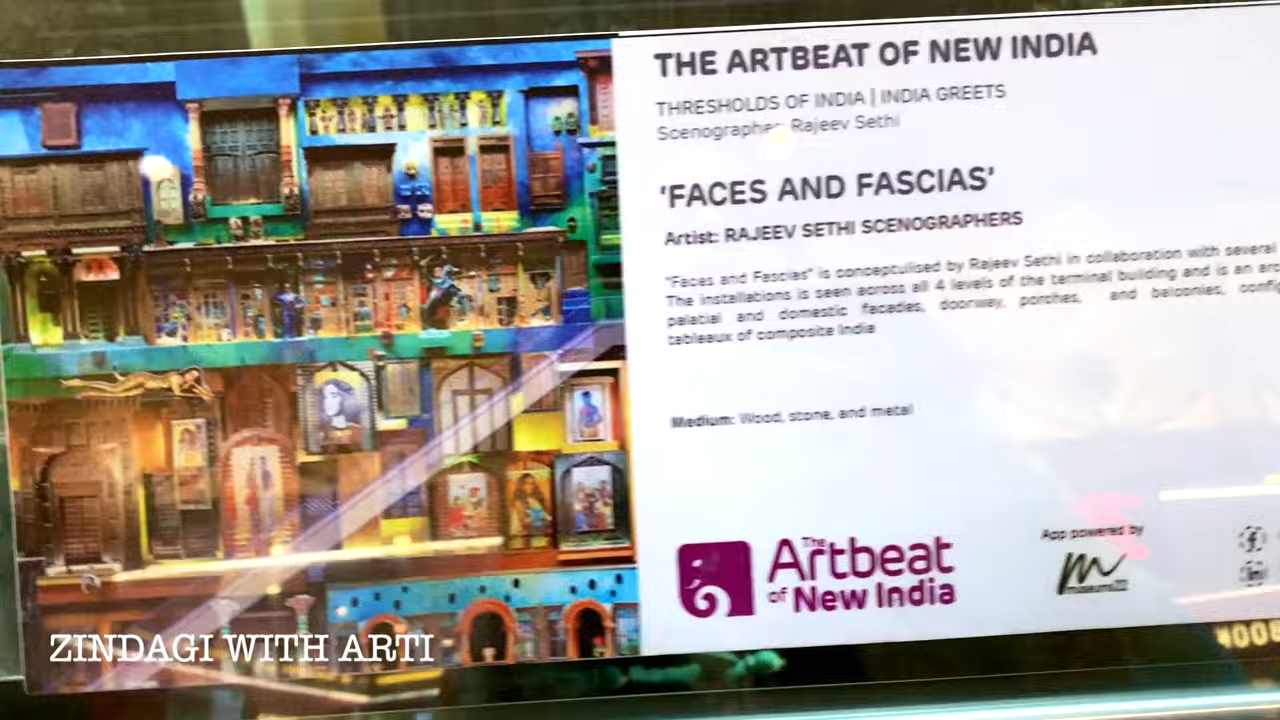 THE ARTBEAT OF NEW INDIA
THRESHOLDS OF INDIA | INDIA GREETS
Scenographer: Rajeev Sethi
'FACES AND FASCIAS'
Artist: RAJEEV SETHI SCENOGRAPHERS
"Faces and Fascias" is conceptulised by Rajeev Sethi in collaboration with several
The installations is seen across all 4 levels of the terminal building and is an
palatial and domestic facades, doorway, porches, and balconies,
tableaux of composite India
Medium: Wood, stone, and metal
The Artbeat of New India
App powered by
ZINDAGI WITH ARTI